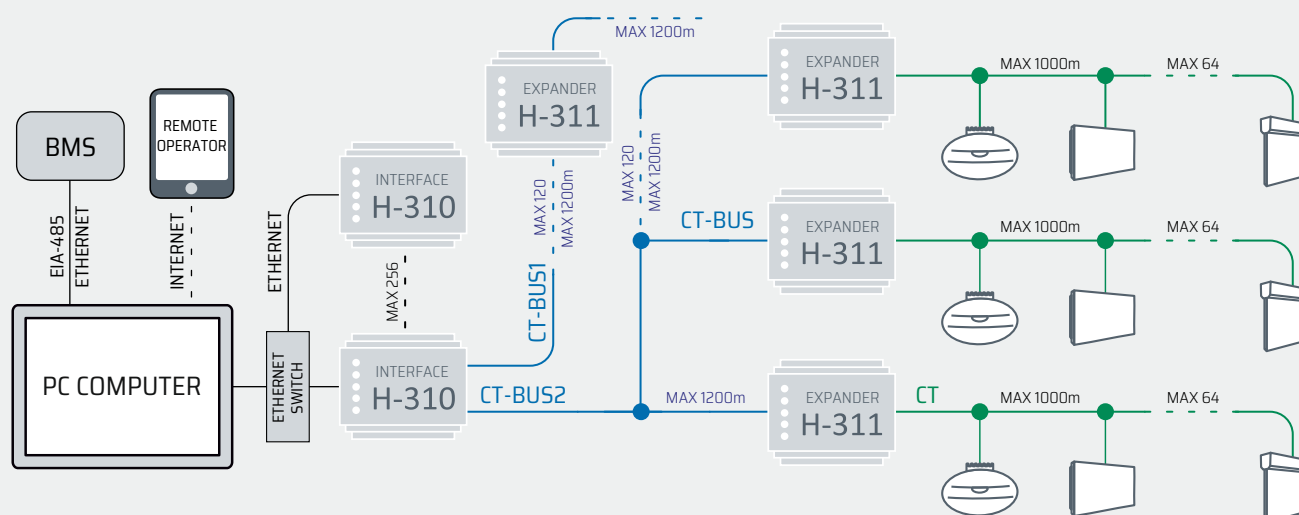 BMS
REMOTE
OPERATOR
EIA-485
ETHERNET
INTERNET
PC COMPUTER
ETHERNET
ETHERNET
SWITCH
INTERFACE
H-310
MAX 256
INTERFACE
H-310
CT-BUS1
CT-BUS2
MAX 120
MAX 1200m
EXPANDER
H-311
MAX 1200m
MAX 120
MAX 1200m
CT-BUS
MAX 1200m
EXPANDER
H-311
MAX 1000m
MAX 64
EXPANDER
H-311
MAX 1000m
MAX 64
EXPANDER
H-311
CT
MAX 1000m
MAX 64